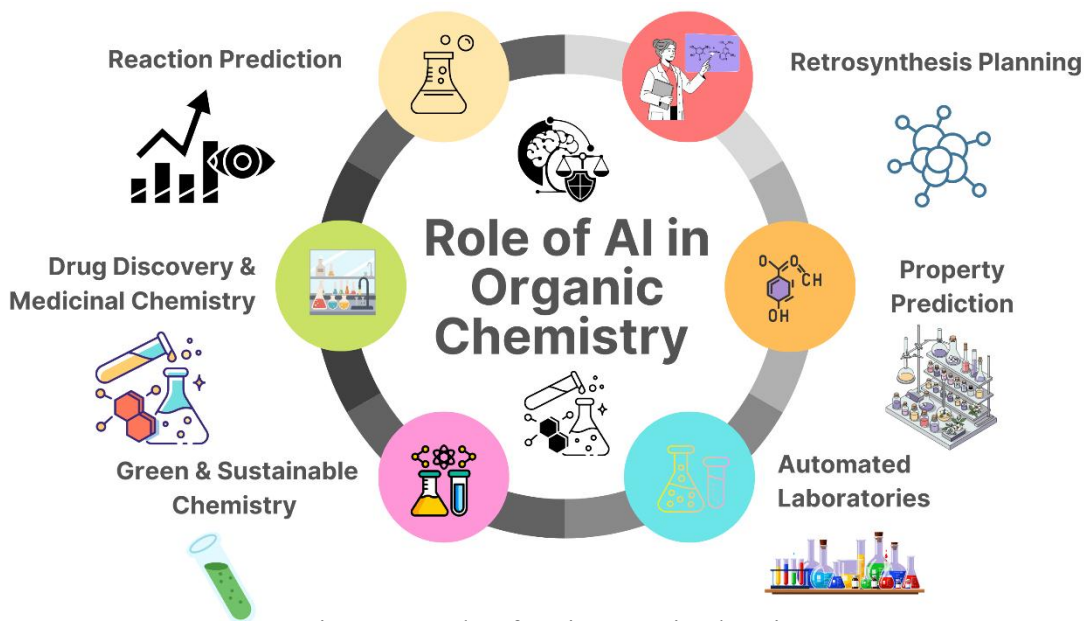 Reaction Prediction
Retrosynthesis Planning
Role of AI in
Organic
Chemistry
Drug Discovery &
Medicinal Chemistry
Property
Prediction
O
O
CH
OH
Green & Sustainable
Chemistry
Automated
Laboratories